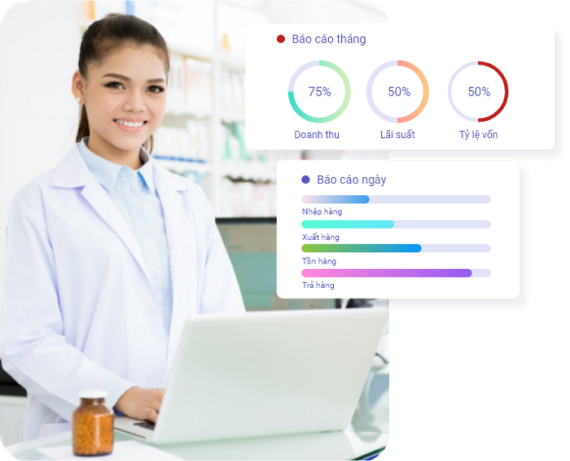 Báo cáo tháng
75%
50%
50%
Doanh thu
Lãi suất
Tỷ lệ vốn
Báo cáo ngày
Nhập hàng
Xuất hàng
Tồn hàng
Trả hàng